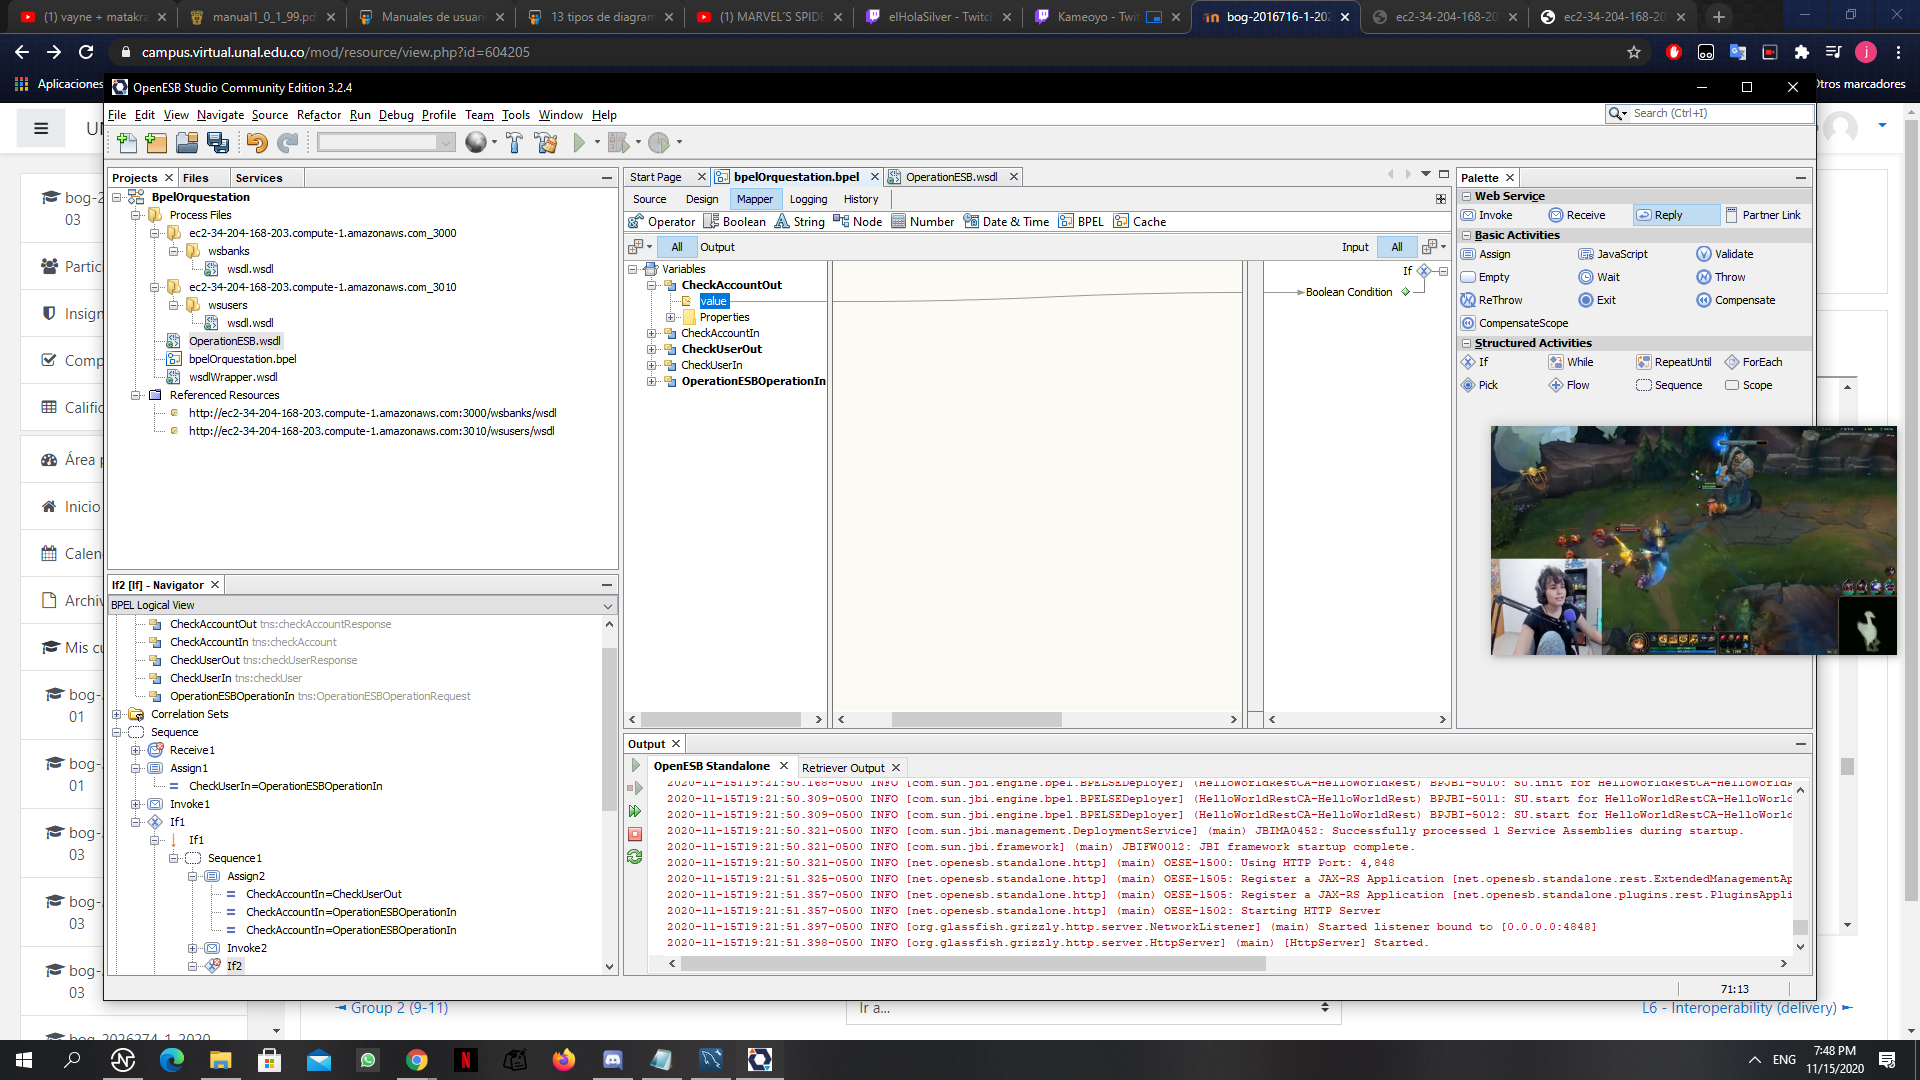 (1) vayne + matakra
manual1_0_1_99.pd
Manuales de usuari
13 tipos de diagram
(1) MARVEL'S SPIDE
elHolaSilver - Twitch
Kameoyo - Twit
bog-2016716-1-202
ec2-34-204-168-20
ec2-34-204-168-20
campus.virtual.unal.edu.co/mod/resource/view.php?id=604205
Aplicaciones
Otros marcadores
OpenESB Studio Community Edition 3.2.4
File Edit View Navigate Source Refactor Run Debug Profile Team Tools Window Help
Search (Ctrl+I)
Projects Files Services
BpelOrquestation
Process Files
ec2-34-204-168-203.compute-1.amazonaws.com_3000
wsbanks
wsdl.wsdl
ec2-34-204-168-203.compute-1.amazonaws.com_3010
wsusers
wsdl.wsdl
OperationESB.wsdl
bpelOrquestation.bpel
wsdlWrapper.wsdl
Referenced Resources
http://ec2-34-204-168-203.compute-1.amazonaws.com:3000/wsbanks/wsdl
http://ec2-34-204-168-203.compute-1.amazonaws.com:3010/wsusers/wsdl
Start Page bpelOrquestation.bpel OperationESB.wsdl
Source Design Mapper Logging History
Operator Boolean String Node Number Date & Time BPEL Cache
All Output Input All
Variables
CheckAccountOut
value
Properties
CheckAccountIn
CheckUserOut
CheckUserIn
OperationESBOperationIn
If
Boolean Condition
Palette
Web Service
Invoke Receive Reply Partner Link
Basic Activities
Assign JavaScript Validate
Empty Wait Throw
ReThrow Exit Compensate
CompensateScope
Structured Activities
If While RepeatUntil ForEach
Pick Flow Sequence Scope
If2 [If] - Navigator
BPEL Logical View
CheckAccountOut tns:checkAccountResponse
CheckAccountIn tns:checkAccount
CheckUserOut tns:checkUserResponse
CheckUserIn tns:checkUser
OperationESBOperationIn tns:OperationESBOperationRequest
Correlation Sets
Sequence
Receive1
Assign1
CheckUserIn=OperationESBOperationIn
Invoke1
If1
If1
Sequence1
Assign2
CheckAccountIn=CheckUserOut
CheckAccountIn=OperationESBOperationIn
CheckAccountIn=OperationESBOperationIn
Invoke2
If2
Output
OpenESB Standalone Retriever Output
2020-11-15T19:21:50.168-0500 INFO [com.sun.jbi.engine.bpel.BPELSEDeployer] (HelloWorldRestCA-HelloWorldR BPJBI-5010: SU.init for HelloWorldRestCA-HelloWorldR
2020-11-15T19:21:50.309-0500 INFO [com.sun.jbi.engine.bpel.BPELSEDeployer] (HelloWorldRestCA-HelloWorldR) BPJBI-5011: SU.start for HelloWorldRestCA-HelloWorld
2020-11-15T19:21:50.309-0500 INFO [com.sun.jbi.engine.bpel.BPELSEDeployer] (HelloWorldRestCA-HelloWorldR) BPJBI-5012: SU.start for HelloWorldRestCA-HelloWorld
2020-11-15T19:21:50.321-0500 INFO [com.sun.jbi.management.DeploymentService] (main) JBIMA0452: Successfully processed 1 Service Assemblies during startup.
2020-11-15T19:21:50.321-0500 INFO [com.sun.jbi.framework] (main) JBIFW0012: JBI framework startup complete.
2020-11-15T19:21:50.321-0500 INFO [net.openesb.standalone.http] (main) OESE-1500: Using HTTP Port: 4,848
2020-11-15T19:21:51.325-0500 INFO [net.openesb.standalone.http] (main) OESE-1505: Register a JAX-RS Application [net.openesb.standalone.rest.ExtendedManagementAp
2020-11-15T19:21:51.357-0500 INFO [net.openesb.standalone.http] (main) OESE-1505: Register a JAX-RS Application [net.openesb.standalone.plugins.rest.PluginsAppli
2020-11-15T19:21:51.357-0500 INFO [net.openesb.standalone.http] (main) OESE-1502: Starting HTTP Server
2020-11-15T19:21:51.397-0500 INFO [org.glassfish.grizzly.http.server.NetworkListener] (main) Started listener bound to [0.0.0.0:4848]
2020-11-15T19:21:51.398-0500 INFO [org.glassfish.grizzly.http.server.HttpServer] (main) [HttpServer] Started.
71:13
UN
bog-2
03
Partic
Insign
Comp
Calific
Área p
Inicio
Calen
Archiv
Mis cu
bog-
01
bog-
01
bog-
03
bog-
03
bog-
03
bog-2026274-1-2020
◄ Group 2 (9-11)
Ir a...
L6 - Interoperability (delivery) ►
ENG
7:48 PM
11/15/2020